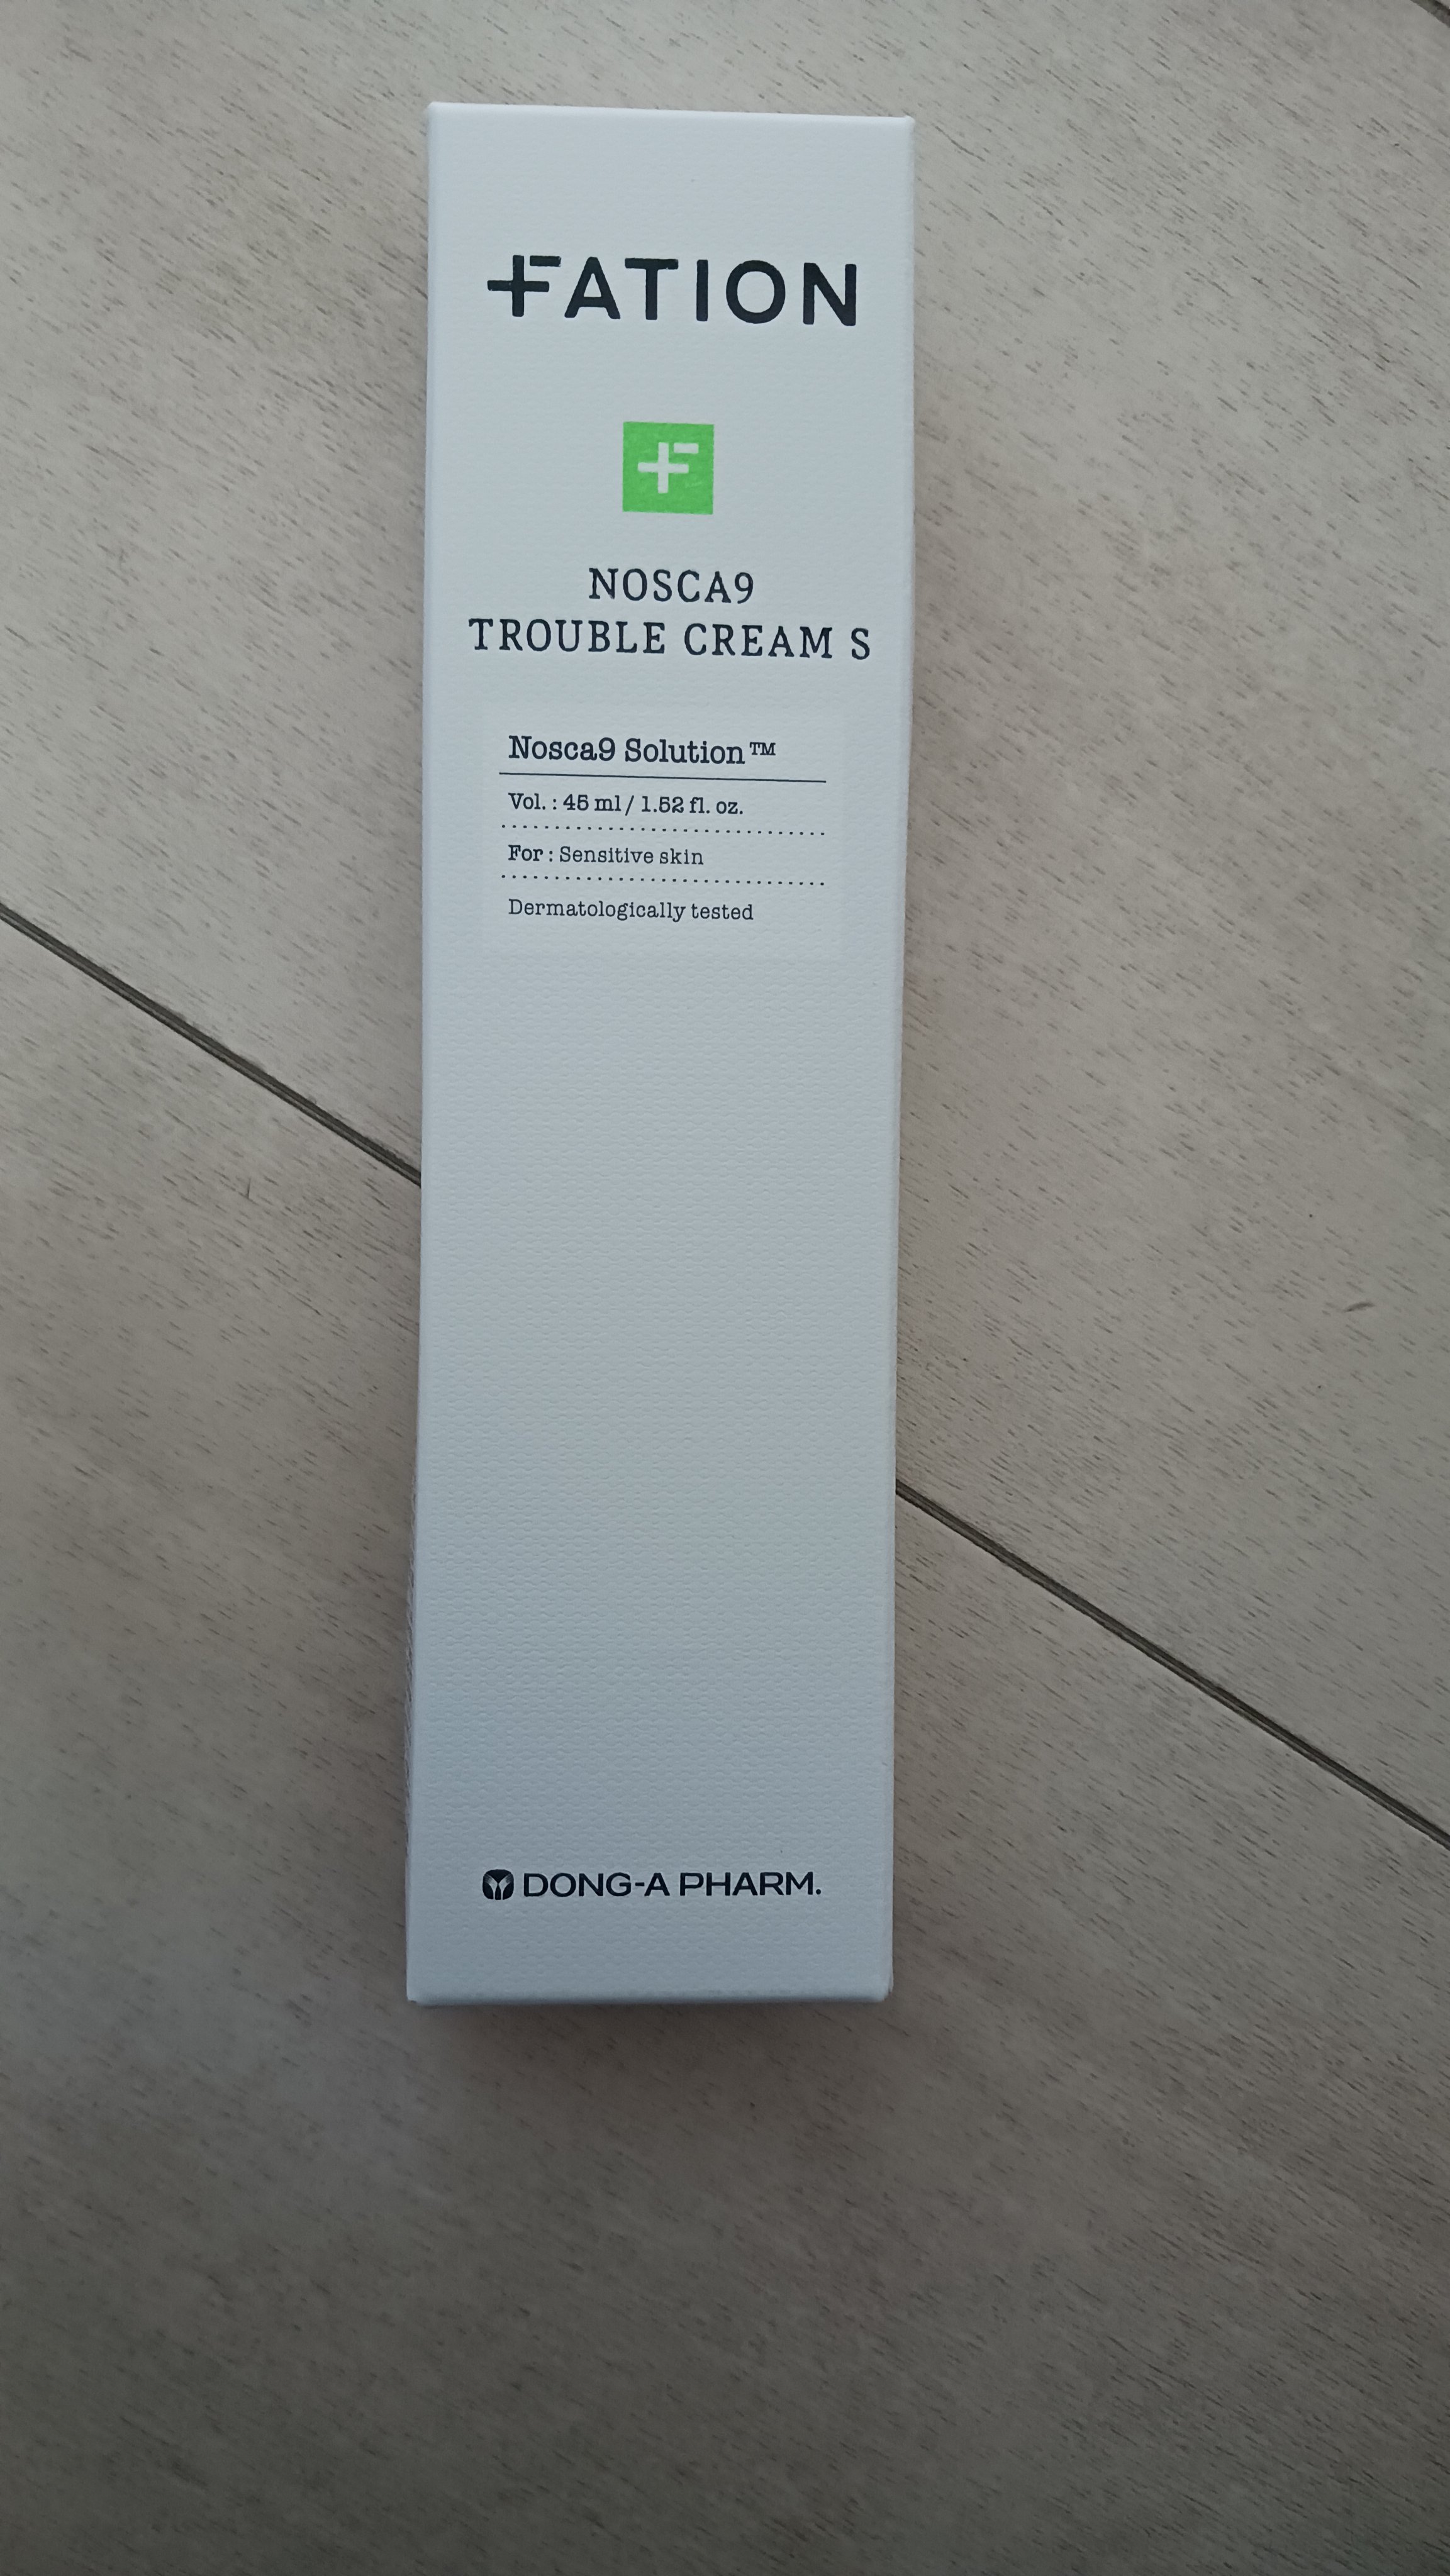 FATION
NOSCA9
TROUBLE CREAM S
Nosca9 Solution™
Vol. : 45 ml / 1.52 fl. oz.
For : Sensitive skin
Dermatologically tested
DONG-A PHARM.